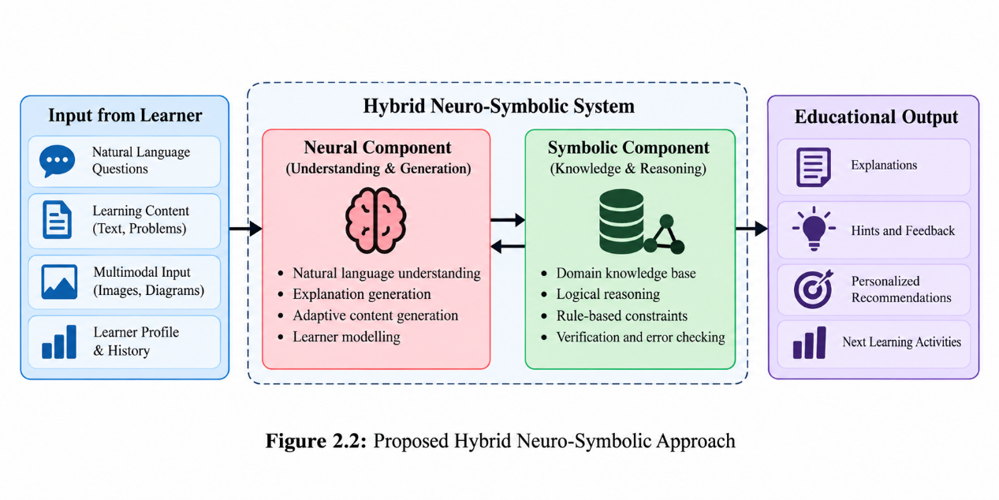 Input from Learner
Natural Language
Questions
Learning Content
(Text, Problems)
Multimodal Input
(Images, Diagrams)
Learner Profile
& History
Hybrid Neuro-Symbolic System
Neural Component
(Understanding & Generation)
• Natural language understanding
• Explanation generation
• Adaptive content generation
• Learner modelling
Symbolic Component
(Knowledge & Reasoning)
• Domain knowledge base
• Logical reasoning
• Rule-based constraints
• Verification and error checking
Educational Output
Explanations
Hints and Feedback
Personalized
Recommendations
Next Learning Activities
Figure 2.2: Proposed Hybrid Neuro-Symbolic Approach